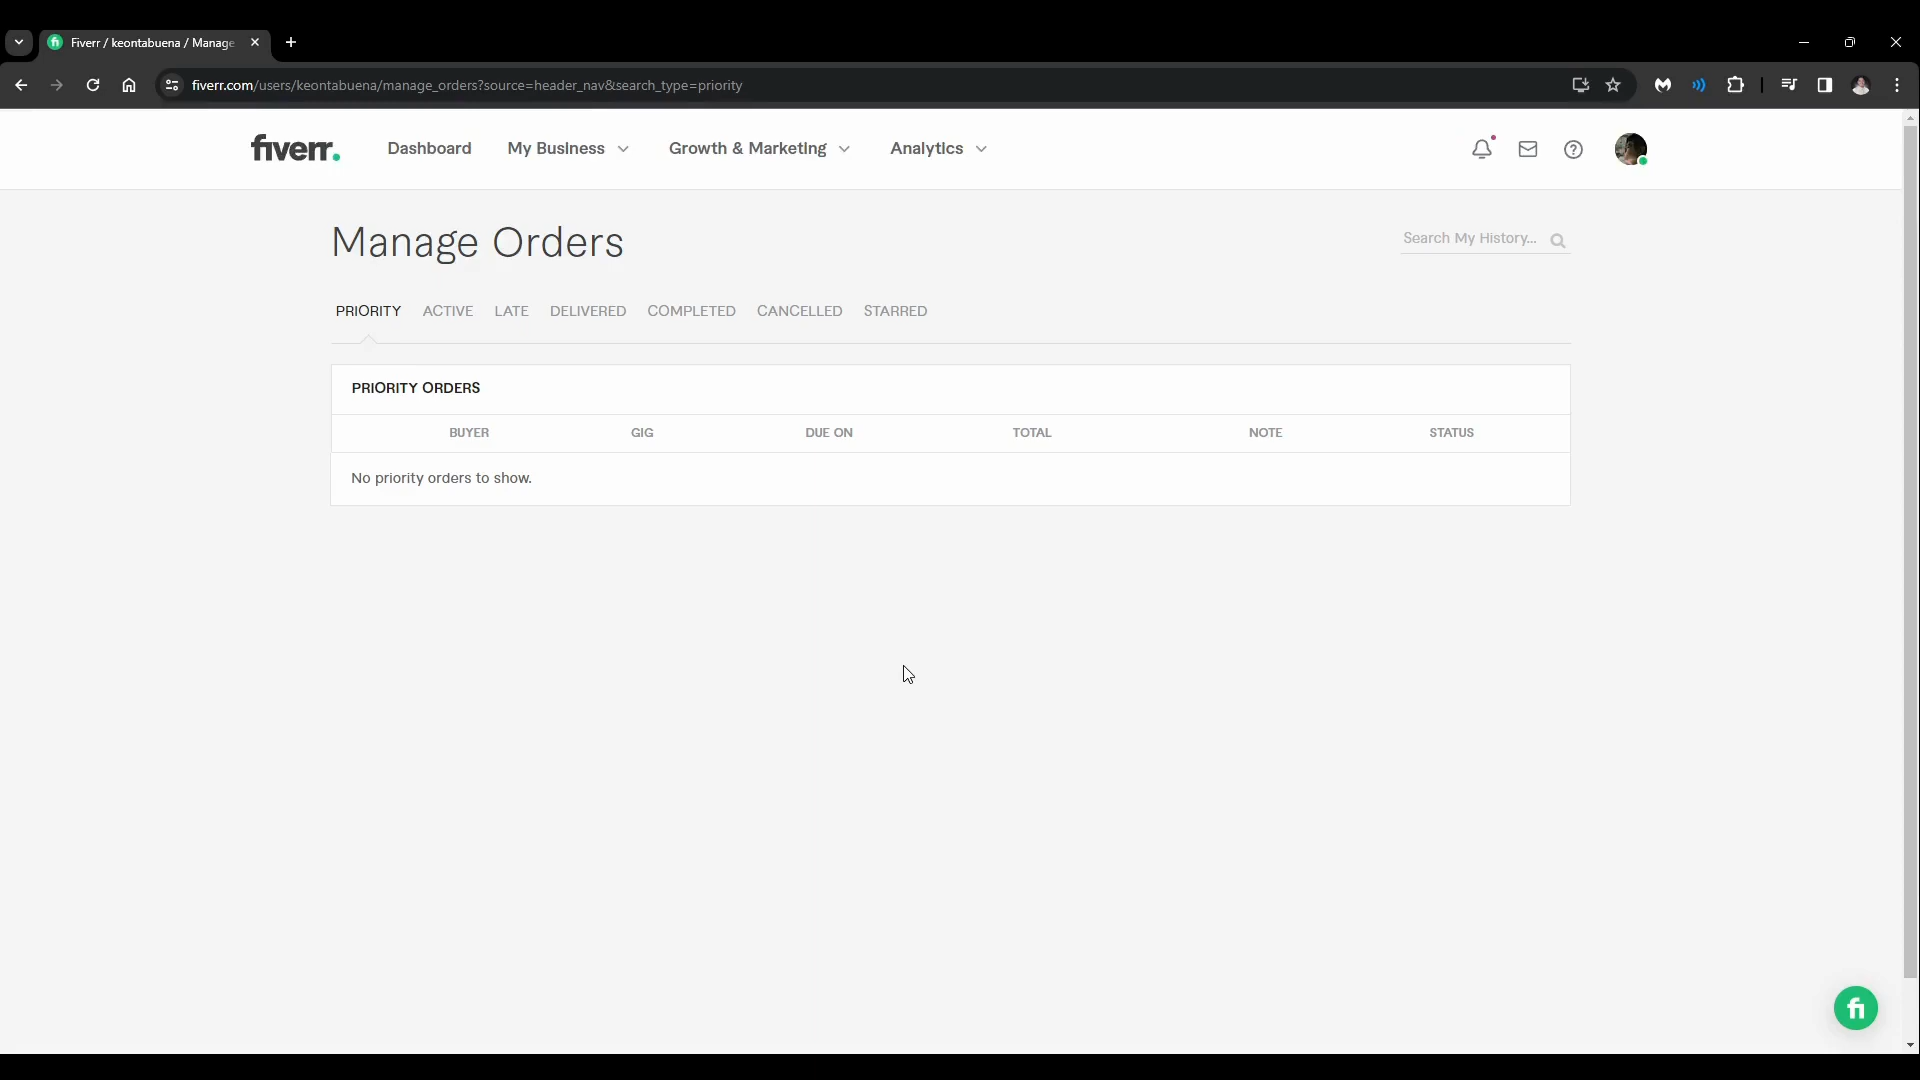 Fiverr / keontabuena / Manage
fiverr.com/users/keontabuena/manage_orders?source=header_nav&search_type=priority
fiverr. Dashboard My Business Growth & Marketing Analytics
Manage Orders
Search My History...
PRIORITY ACTIVE LATE DELIVERED COMPLETED CANCELLED STARRED
PRIORITY ORDERS
BUYER GIG DUE ON TOTAL NOTE STATUS
No priority orders to show.
fi